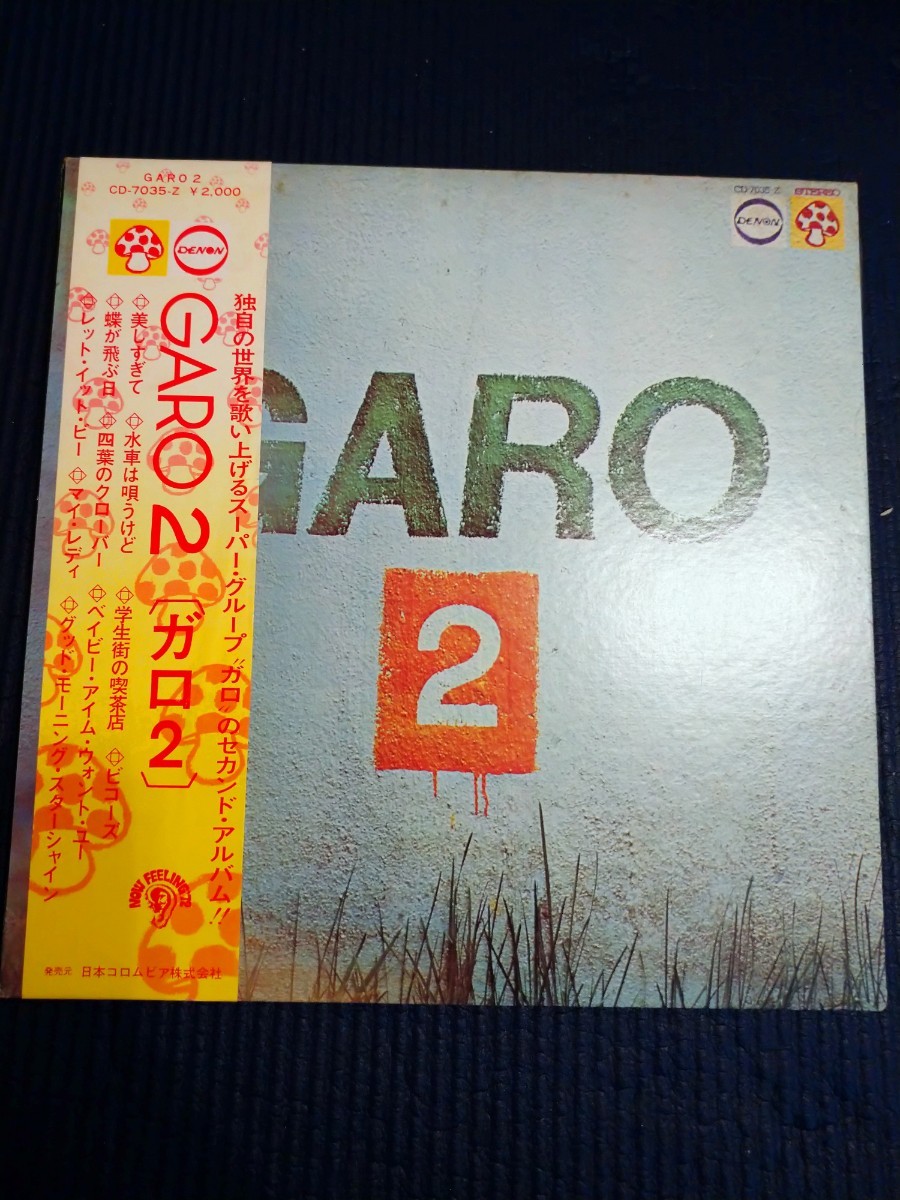 GARO 2
CD-7035-Z ¥2,000
DENON
独自の世界を歌い上げるスーパー・グループ“ガロ”のセカンド・アルバム!!
GARO 2〔ガロ2〕
美しすぎて 水車は唄うけど 学生街の喫茶店 ビコーズ
蝶が飛ぶ日 四葉のクローバー ベイビー・アイム・ウォント・ユー
レット・イット・ビー マイ・レディ グッド・モーニング・スターシャイン
NOW FEELING'72
発売元 日本コロムビア株式会社
CD-7035-Z STEREO
DENON
GARO
2